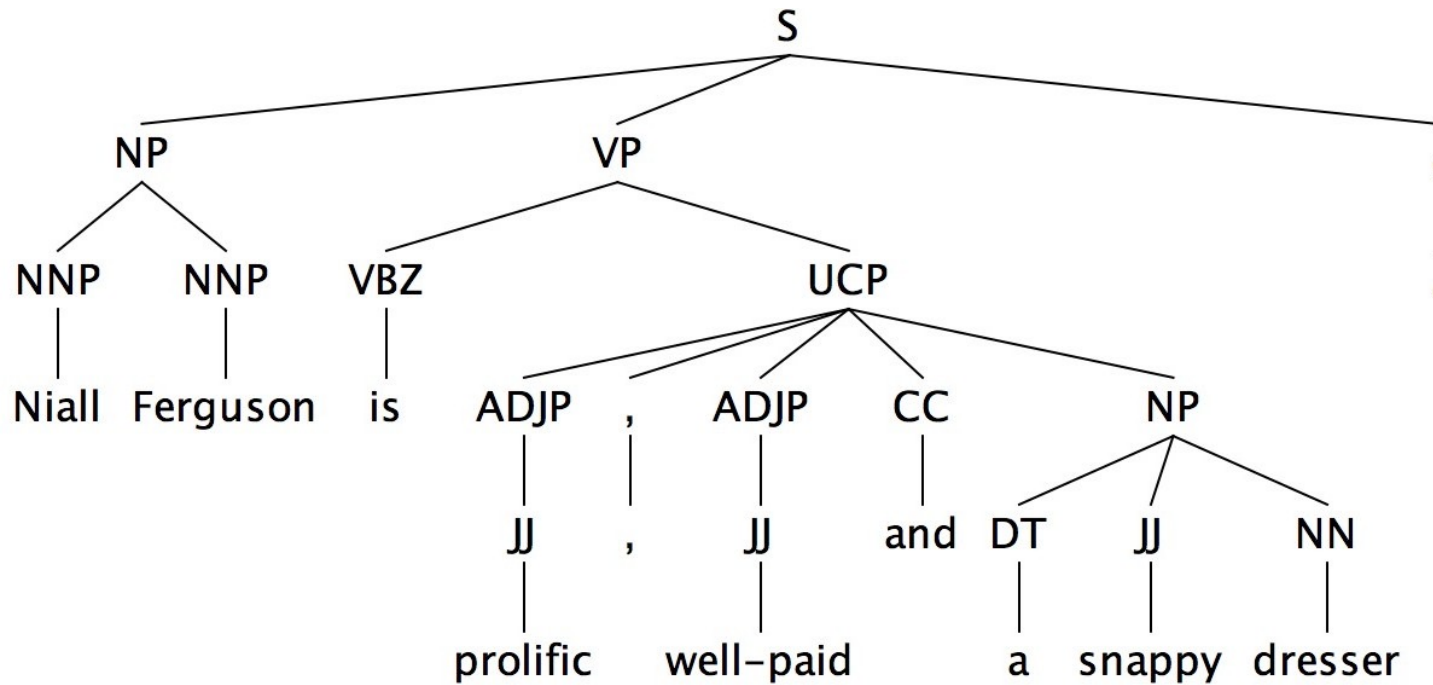 S
NP VP
NNP NNP VBZ UCP
Niall Ferguson is ADJP , ADJP CC NP
JJ , JJ and DT JJ NN
prolific well-paid a snappy dresser